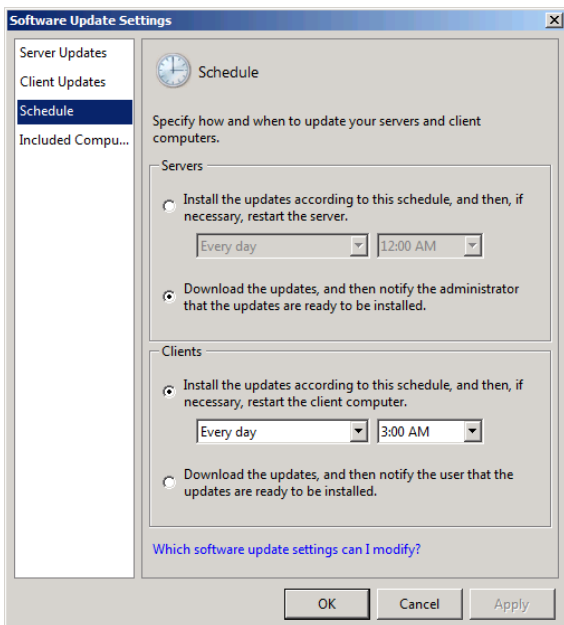 Software Update Settings
Server Updates
Client Updates
Schedule
Included Compu...
Schedule
Specify how and when to update your servers and client
computers.
Servers
Install the updates according to this schedule, and then, if
necessary, restart the server.
Every day
12:00 AM
Download the updates, and then notify the administrator
that the updates are ready to be installed.
Clients
Install the updates according to this schedule, and then, if
necessary, restart the client computer.
Every day
3:00 AM
Download the updates, and then notify the user that the
updates are ready to be installed.
Which software update settings can I modify?
OK
Cancel
Apply